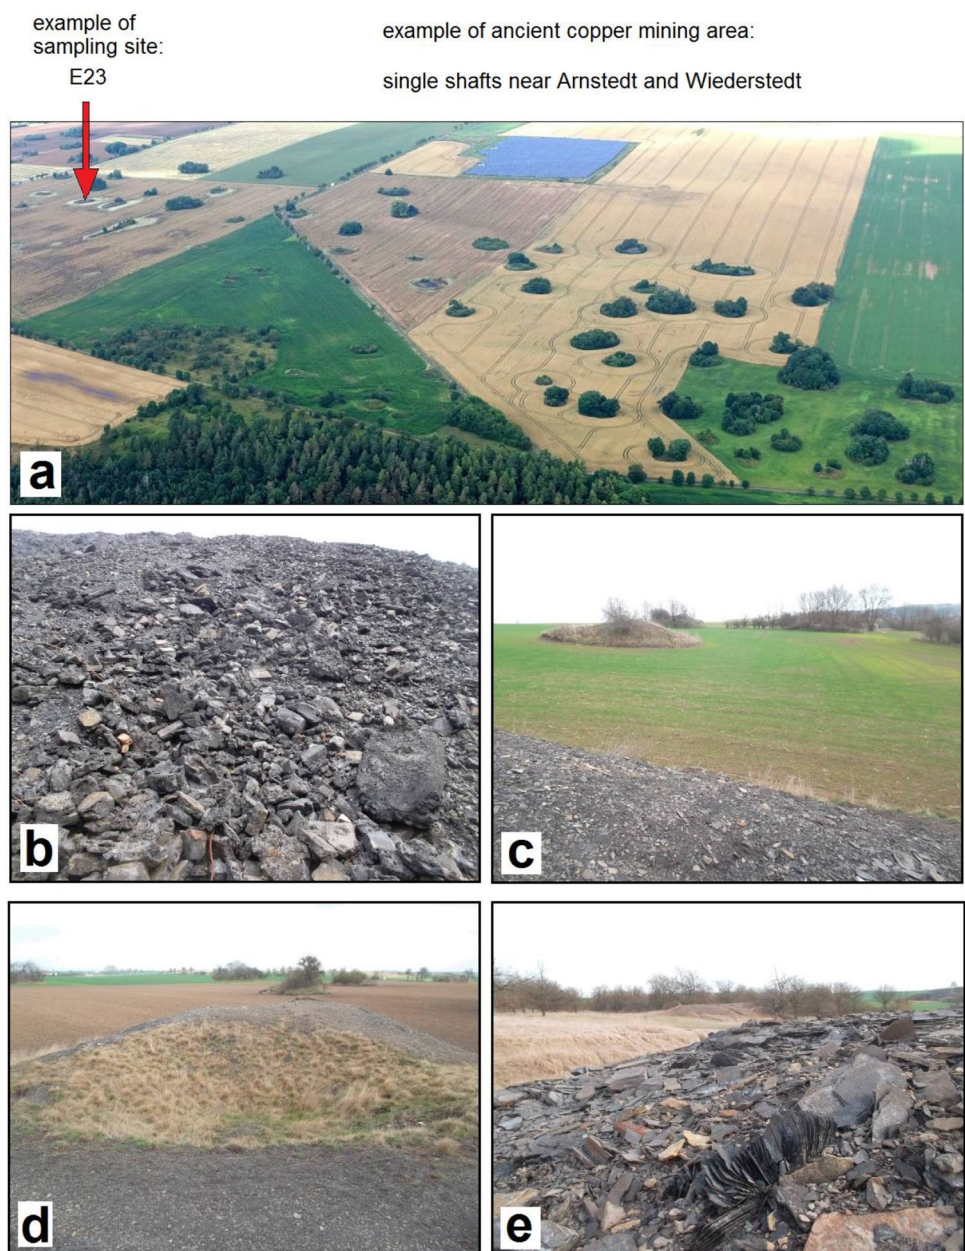 example of
sampling site:
E23
example of ancient copper mining area:
single shafts near Arnstedt and Wiederstedt
a
b
c
d
e